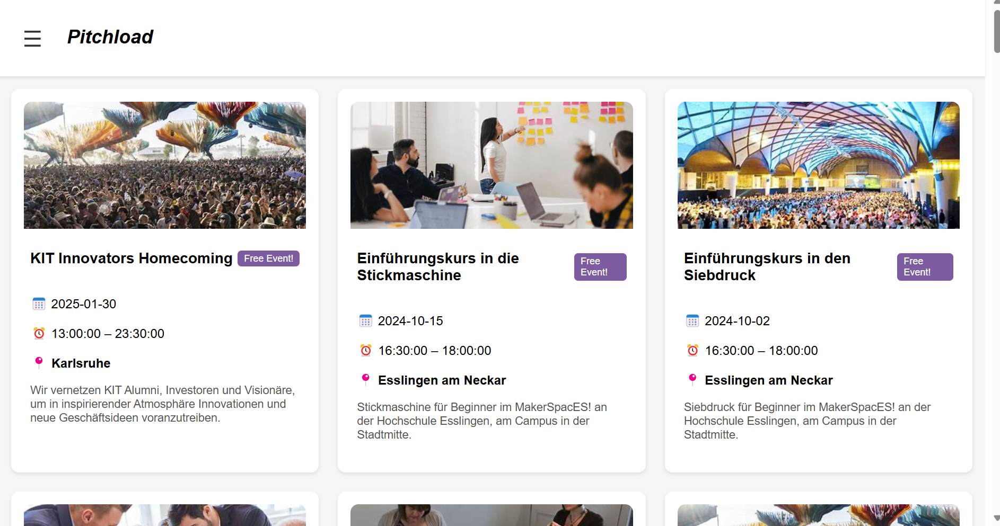 Pitchload
KIT Innovators Homecoming
Free Event!
2025-01-30
13:00:00 – 23:30:00
Karlsruhe
Wir vernetzen KIT Alumni, Investoren und Visionäre,
um in inspirierender Atmosphäre Innovationen und
neue Geschäftsideen voranzutreiben.
Einführungskurs in die
Stickmaschine
Free
Event!
2024-10-15
16:30:00 – 18:00:00
Esslingen am Neckar
Stickmaschine für Beginner im MakerSpacES! an
der Hochschule Esslingen, am Campus in der
Stadtmitte.
Einführungskurs in den
Siebdruck
Free
Event!
2024-10-02
16:30:00 – 18:00:00
Esslingen am Neckar
Siebdruck für Beginner im MakerSpacES! an der
Hochschule Esslingen, am Campus in der
Stadtmitte.